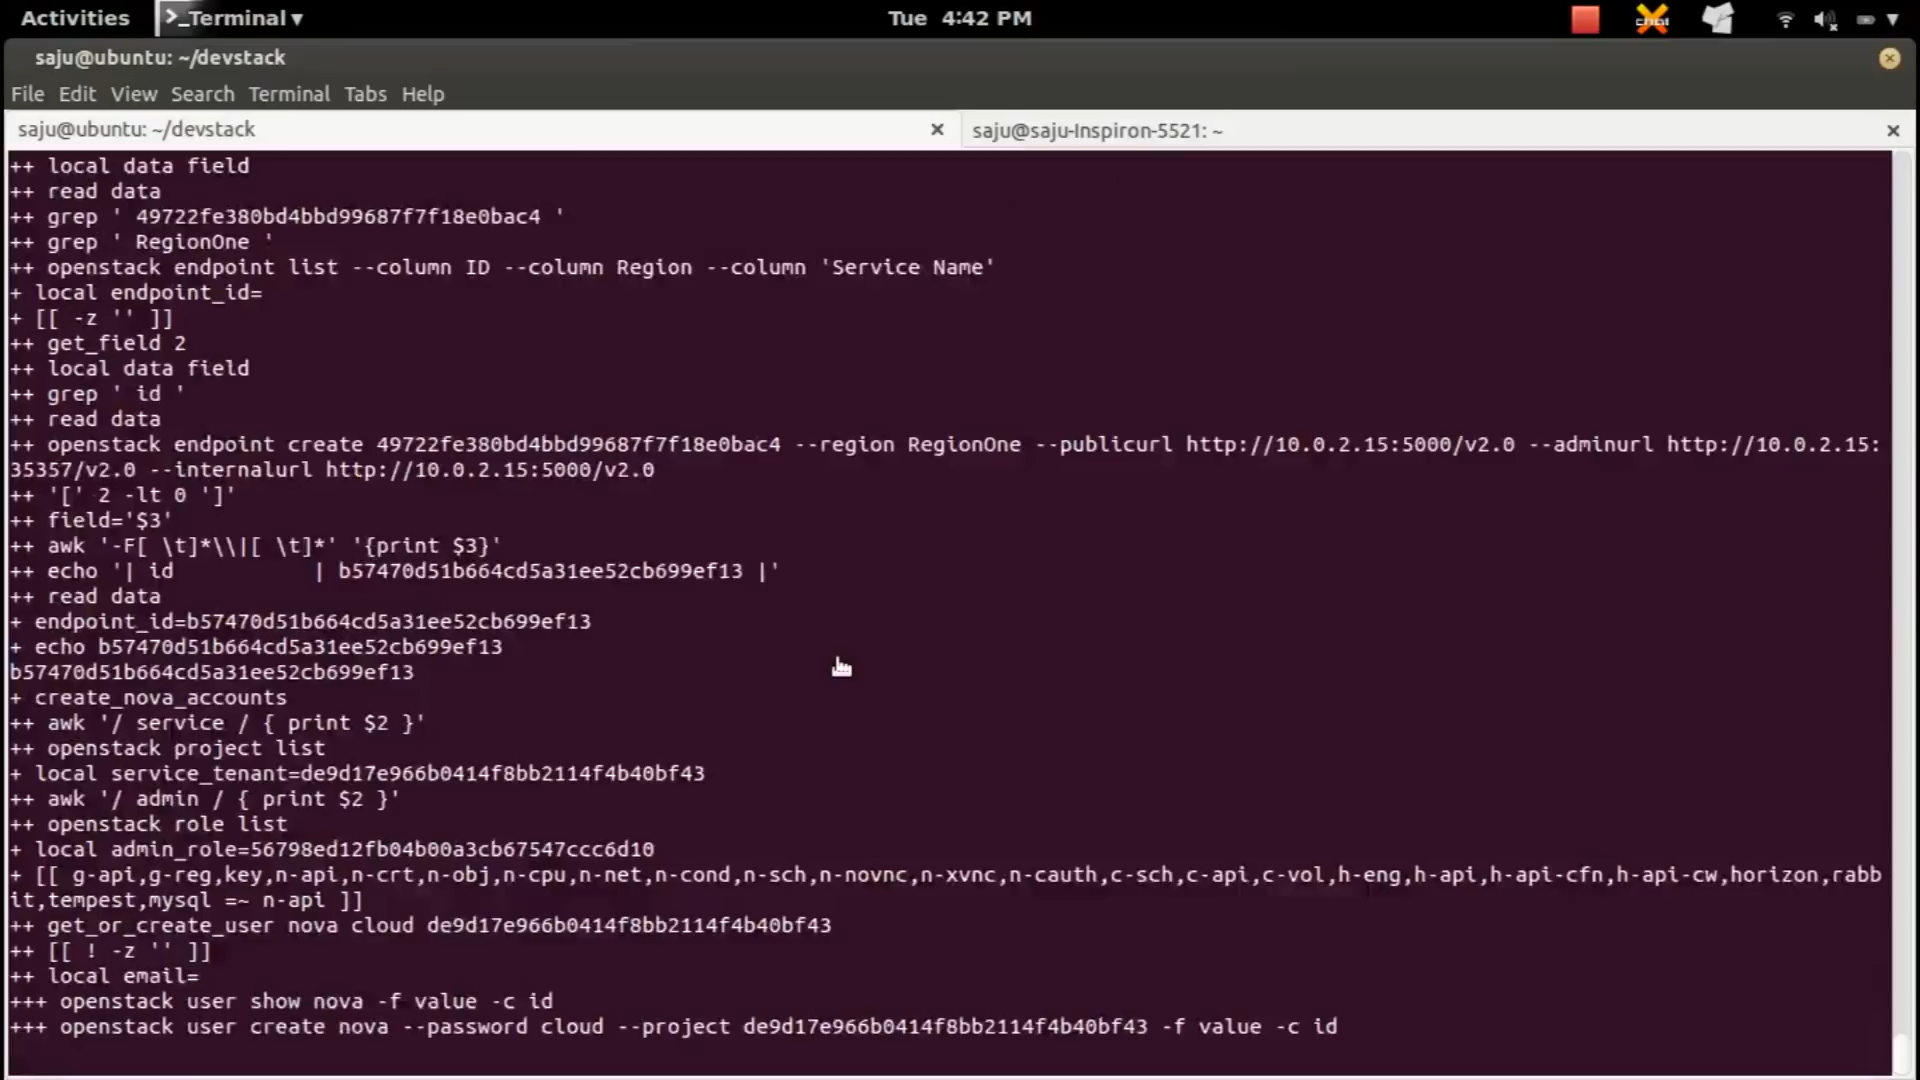 Activities
>_Terminal ▾
Tue 4:42 PM
saju@ubuntu: ~/devstack
File Edit View Search Terminal Tabs Help
saju@ubuntu: ~/devstack
saju@saju-Inspiron-5521: ~
++ local data field
++ read data
++ grep ' 49722fe380bd4bbd99687f7f18e0bac4 '
++ grep ' RegionOne '
++ openstack endpoint list --column ID --column Region --column 'Service Name'
+ local endpoint_id=
+ [[ -z '' ]]
++ get_field 2
++ local data field
++ grep ' id '
++ read data
++ openstack endpoint create 49722fe380bd4bbd99687f7f18e0bac4 --region RegionOne --publicurl http://10.0.2.15:5000/v2.0 --adminurl http://10.0.2.15:
35357/v2.0 --internalurl http://10.0.2.15:5000/v2.0
++ '[' 2 -lt 0 ']'
++ field='$3'
++ awk '-F[ \t]*\\|[ \t]*' '{print $3}'
++ echo '| id           | b57470d51b664cd5a31ee52cb699ef13 |'
++ read data
+ endpoint_id=b57470d51b664cd5a31ee52cb699ef13
+ echo b57470d51b664cd5a31ee52cb699ef13
b57470d51b664cd5a31ee52cb699ef13
+ create_nova_accounts
++ awk '/ service / { print $2 }'
++ openstack project list
+ local service_tenant=de9d17e966b0414f8bb2114f4b40bf43
++ awk '/ admin / { print $2 }'
++ openstack role list
+ local admin_role=56798ed12fb04b00a3cb67547ccc6d10
+ [[ g-api,g-reg,key,n-api,n-crt,n-obj,n-cpu,n-net,n-cond,n-sch,n-novnc,n-xvnc,n-cauth,c-sch,c-api,c-vol,h-eng,h-api,h-api-cfn,h-api-cw,horizon,rabb
it,tempest,mysql =~ n-api ]]
++ get_or_create_user nova cloud de9d17e966b0414f8bb2114f4b40bf43
++ [[ ! -z '' ]]
++ local email=
+++ openstack user show nova -f value -c id
+++ openstack user create nova --password cloud --project de9d17e966b0414f8bb2114f4b40bf43 -f value -c id